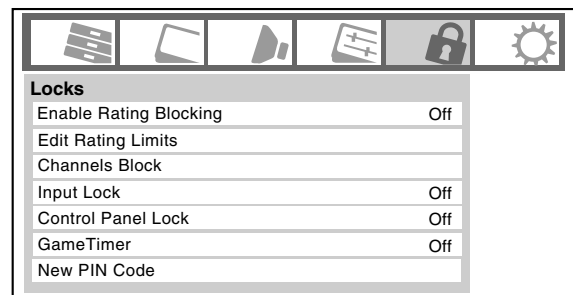 Locks
Enable Rating Blocking Off
Edit Rating Limits
Channels Block
Input Lock Off
Control Panel Lock Off
GameTimer Off
New PIN Code